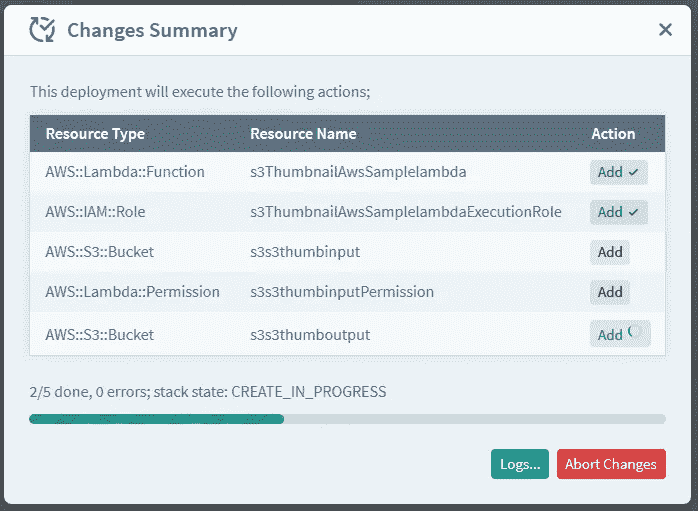 Changes Summary
This deployment will execute the following actions;
Resource Type Resource Name Action
AWS::Lambda::Function s3ThumbnailAwsSamplelambda Add
AWS::IAM::Role s3ThumbnailAwsSamplelambdaExecutionRole Add
AWS::S3::Bucket s3s3thumbinput Add
AWS::Lambda::Permission s3s3thumbinputPermission Add
AWS::S3::Bucket s3s3thumboutput Add
2/5 done, 0 errors; stack state: CREATE_IN_PROGRESS
Logs... Abort Changes